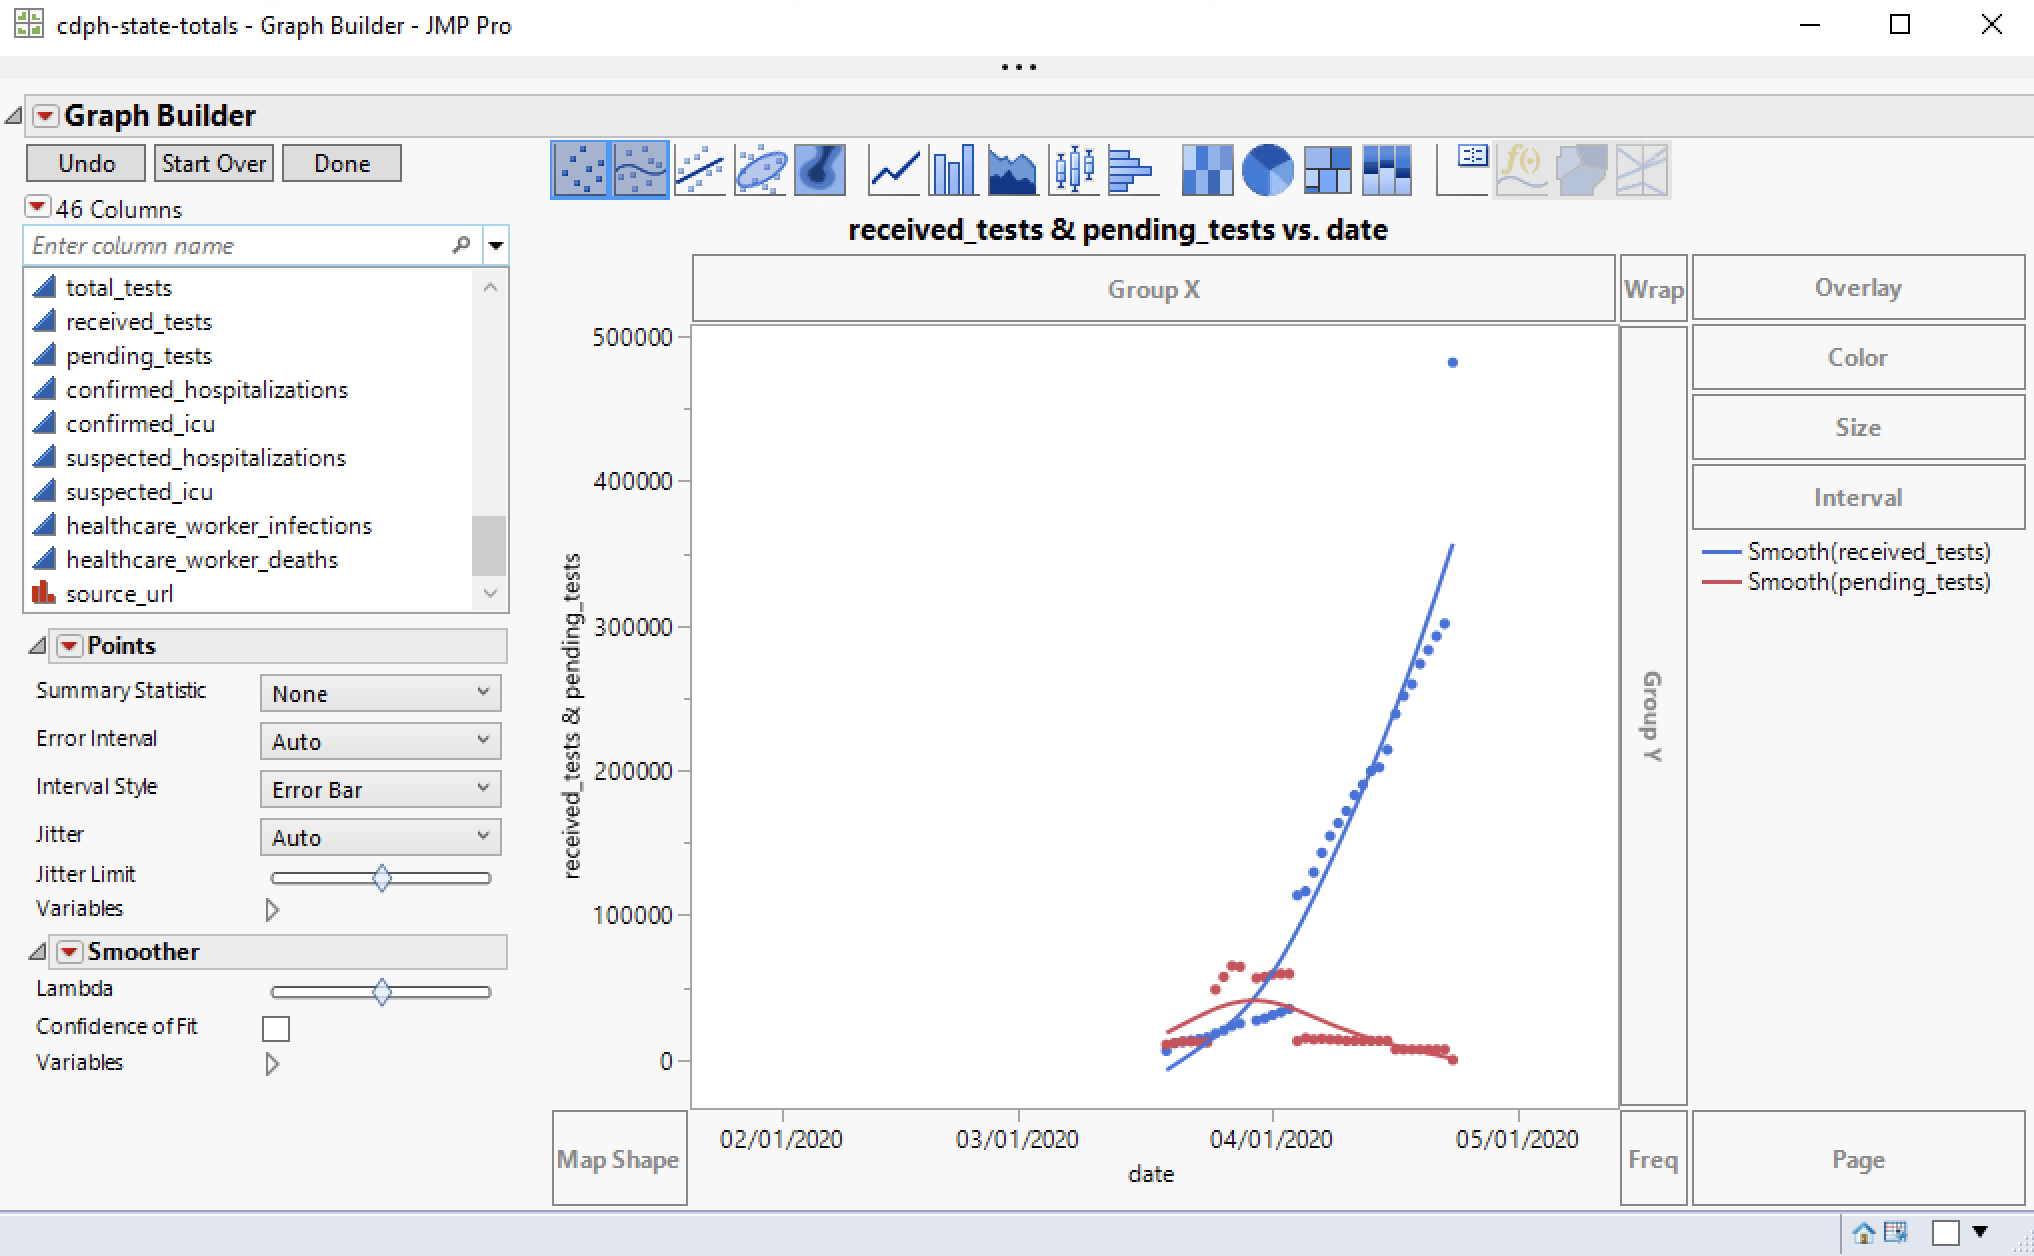 cdph-state-totals - Graph Builder - JMP Pro
Graph Builder
Undo
Start Over
Done
46 Columns
Enter column name
total_tests
received_tests
pending_tests
confirmed_hospitalizations
confirmed_icu
suspected_hospitalizations
suspected_icu
healthcare_worker_infections
healthcare_worker_deaths
source_url
Points
Summary Statistic
None
Error Interval
Auto
Interval Style
Error Bar
Jitter
Auto
Jitter Limit
Variables
Smoother
Lambda
Confidence of Fit
Variables
received_tests & pending_tests vs. date
Group X
Wrap
Overlay
Color
Size
Interval
Smooth(received_tests)
Smooth(pending_tests)
Group Y
received_tests & pending_tests
500000
400000
300000
200000
100000
0
02/01/2020
03/01/2020
04/01/2020
05/01/2020
date
Map Shape
Freq
Page